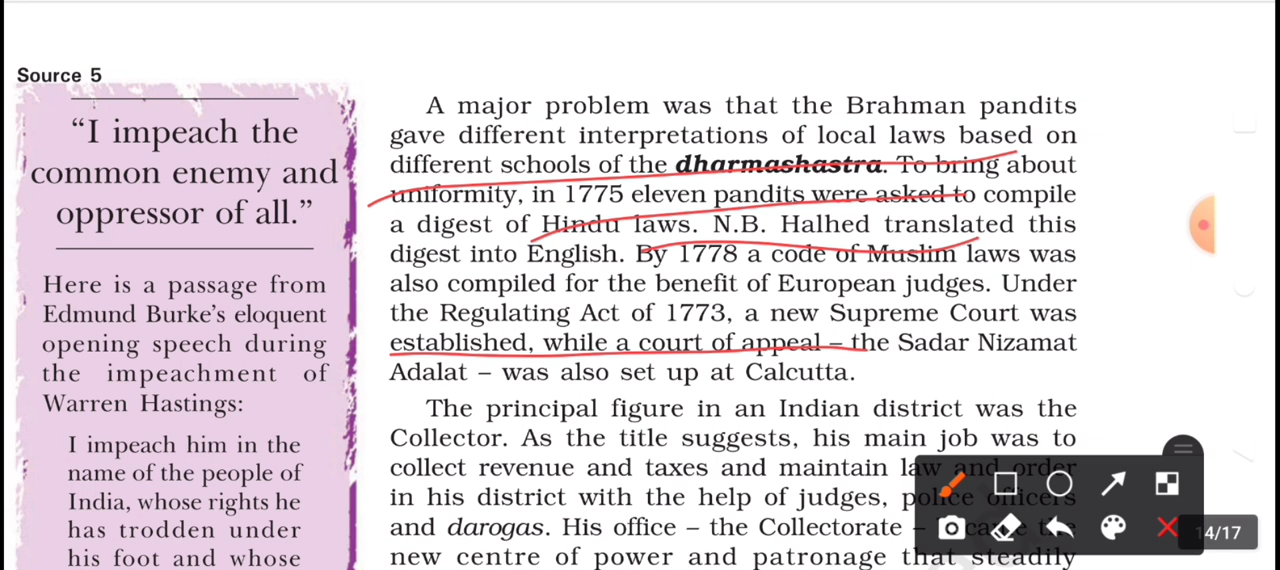 Source 5
“I impeach the
common enemy and
oppressor of all.”
Here is a passage from
Edmund Burke’s eloquent
opening speech during
the impeachment of
Warren Hastings:
I impeach him in the
name of the people of
India, whose rights he
has trodden under
his foot and whose
A major problem was that the Brahman pandits
gave different interpretations of local laws based on
different schools of the dharmashastra. To bring about
uniformity, in 1775 eleven pandits were asked to compile
a digest of Hindu laws. N.B. Halhed translated this
digest into English. By 1778 a code of Muslim laws was
also compiled for the benefit of European judges. Under
the Regulating Act of 1773, a new Supreme Court was
established, while a court of appeal – the Sadar Nizamat
Adalat – was also set up at Calcutta.
The principal figure in an Indian district was the
Collector. As the title suggests, his main job was to
collect revenue and taxes and maintain law and order
in his district with the help of judges, police officers
and darogas. His office – the Collectorate – became the
new centre of power and patronage that steadily
14/17